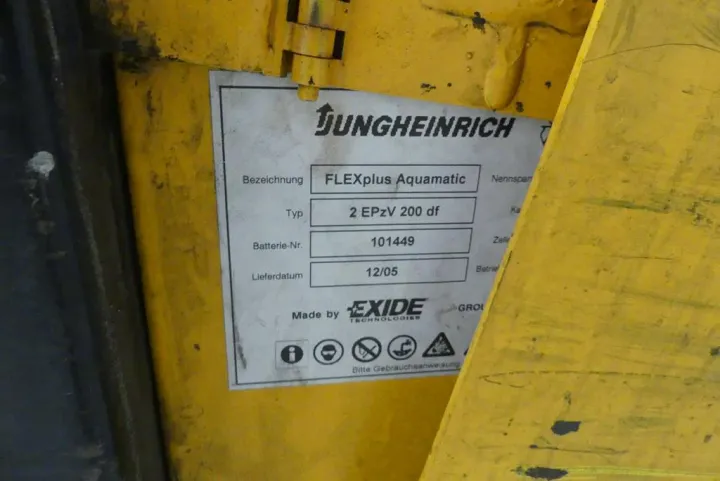 JUNGHEINRICH
Bezeichnung FLEXplus Aquamatic
Typ 2 EPzV 200 df
Batterie-Nr. 101449
Lieferdatum 12/05
Made by EXIDE
TECHNOLOGIES
Bitte Gebrauchsanweisung